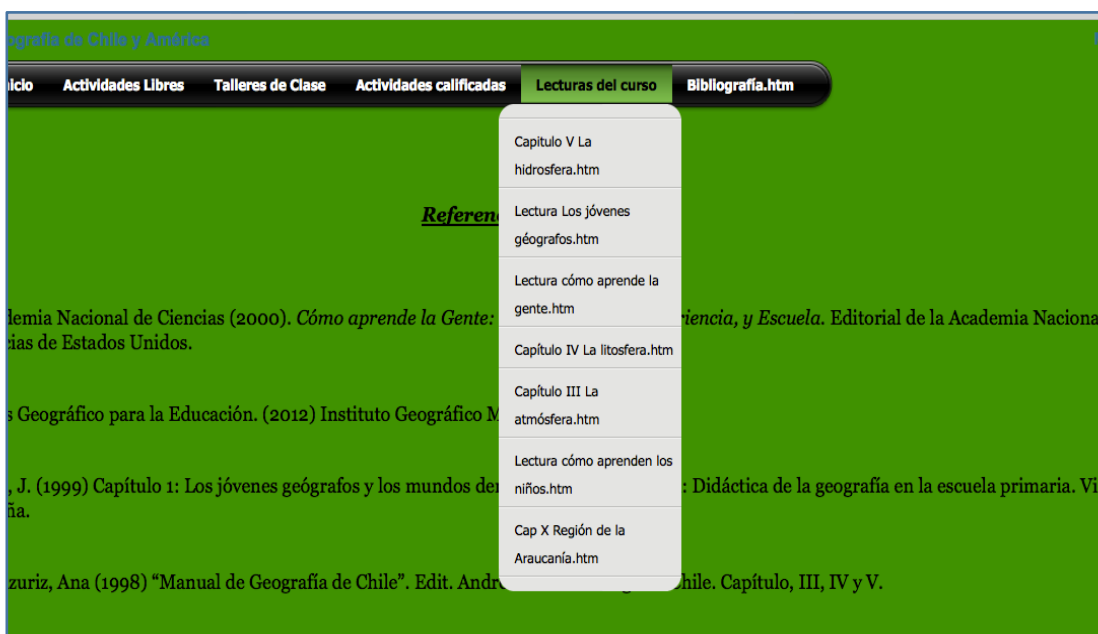 ografía de Chile y América
icio Actividades Libres Talleres de Clase Actividades calificadas Lecturas del curso Bibliografía.htm
Capitulo V La
hidrosfera.htm
Lectura Los jóvenes
géografos.htm
Lectura cómo aprende la
gente.htm
Capítulo IV La litosfera.htm
Capítulo III La
atmósfera.htm
Lectura cómo aprenden los
niños.htm
Cap X Región de la
Araucanía.htm
Referen
demia Nacional de Ciencias (2000). Cómo aprende la Gente: riencia, y Escuela. Editorial de la Academia Naciona
cias de Estados Unidos.
s Geográfico para la Educación. (2012) Instituto Geográfico M
, J. (1999) Capítulo 1: Los jóvenes geógrafos y los mundos de : Didáctica de la geografía en la escuela primaria. Vi
ña.
zuriz, Ana (1998) “Manual de Geografía de Chile”. Edit. Andr hile. Capítulo, III, IV y V.